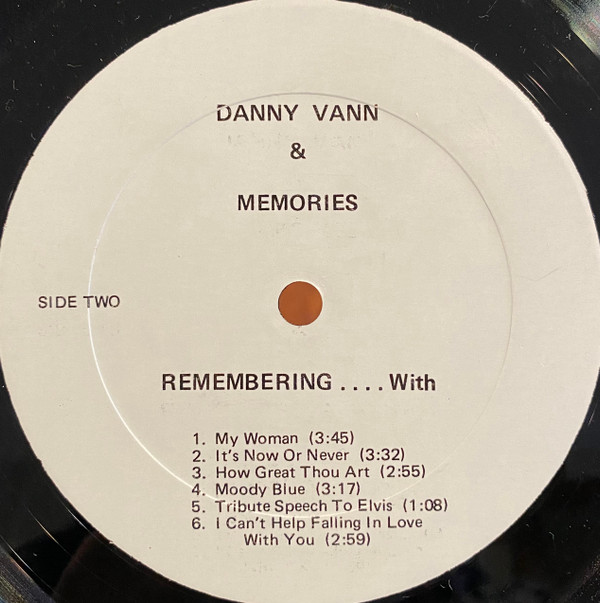 DANNY VANN
&
MEMORIES
SIDE TWO
REMEMBERING .... With
1. My Woman (3:45)
2. It's Now Or Never (3:32)
3. How Great Thou Art (2:55)
4. Moody Blue (3:17)
5. Tribute Speech To Elvis (1:08)
6. I Can't Help Falling In Love
With You (2:59)